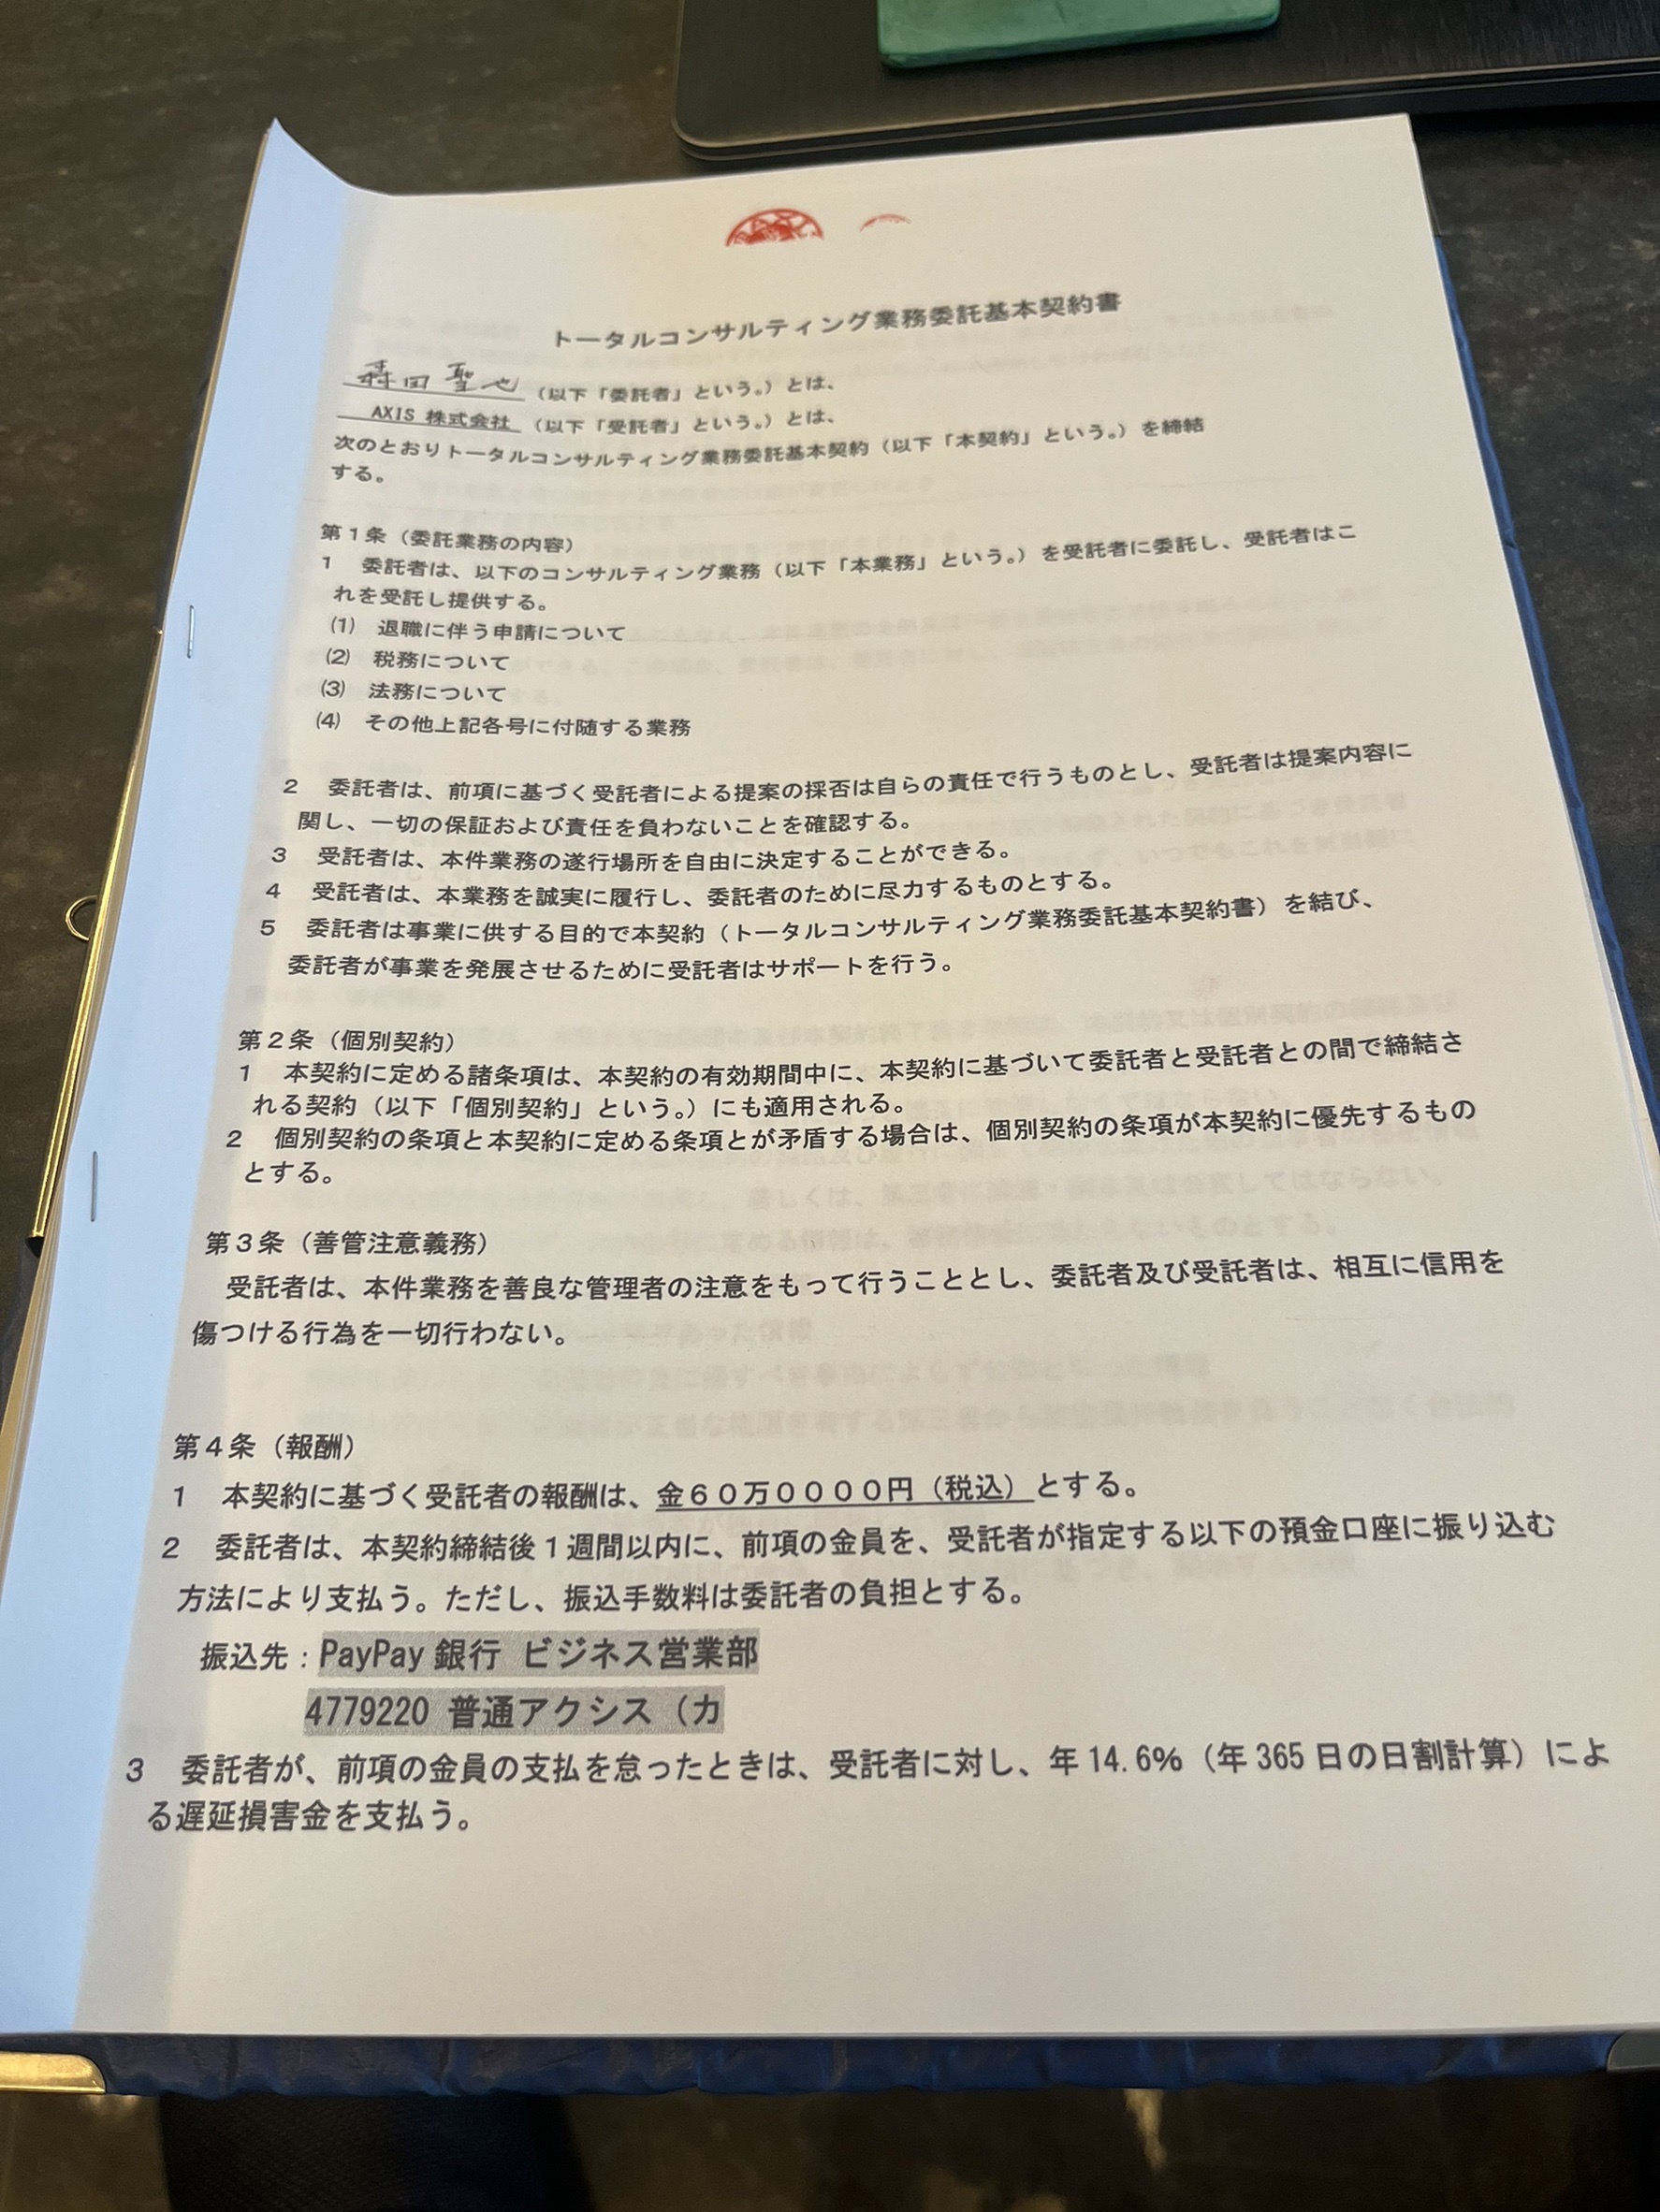 トータルコンサルティング業務委託基本契約書
森田 聖也 （以下「委託者」という。）とは、
AXIS 株式会社 （以下「受託者」という。）とは、
次のとおりトータルコンサルティング業務委託基本契約（以下「本契約」という。）を締結
する。
第1条（委託業務の内容）
1 委託者は、以下のコンサルティング業務（以下「本業務」という。）を受託者に委託し、受託者はこ
れを受託し提供する。
⑴ 退職に伴う申請について
⑵ 税務について
⑶ 法務について
⑷ その他上記各号に付随する業務
2 委託者は、前項に基づく受託者による提案の採否は自らの責任で行うものとし、受託者は提案内容に
関し、一切の保証および責任を負わないことを確認する。
3 受託者は、本件業務の遂行場所を自由に決定することができる。
4 受託者は、本業務を誠実に履行し、委託者のために尽力するものとする。
5 委託者は事業に供する目的で本契約（トータルコンサルティング業務委託基本契約書）を結び、
委託者が事業を発展させるために受託者はサポートを行う。
第2条（個別契約）
1 本契約に定める諸条項は、本契約の有効期間中に、本契約に基づいて委託者と受託者との間で締結さ
れる契約（以下「個別契約」という。）にも適用される。
2 個別契約の条項と本契約に定める条項とが矛盾する場合は、個別契約の条項が本契約に優先するもの
とする。
第3条（善管注意義務）
受託者は、本件業務を善良な管理者の注意をもって行うこととし、委託者及び受託者は、相互に信用を
傷つける行為を一切行わない。
第4条（報酬）
1 本契約に基づく受託者の報酬は、金６０万００００円（税込）とする。
2 委託者は、本契約締結後1週間以内に、前項の金員を、受託者が指定する以下の預金口座に振り込む
方法により支払う。ただし、振込手数料は委託者の負担とする。
振込先：PayPay 銀行 ビジネス営業部
4779220 普通アクシス（カ
3 委託者が、前項の金員の支払を怠ったときは、受託者に対し、年 14.6%（年 365 日の日割計算）によ
る遅延損害金を支払う。